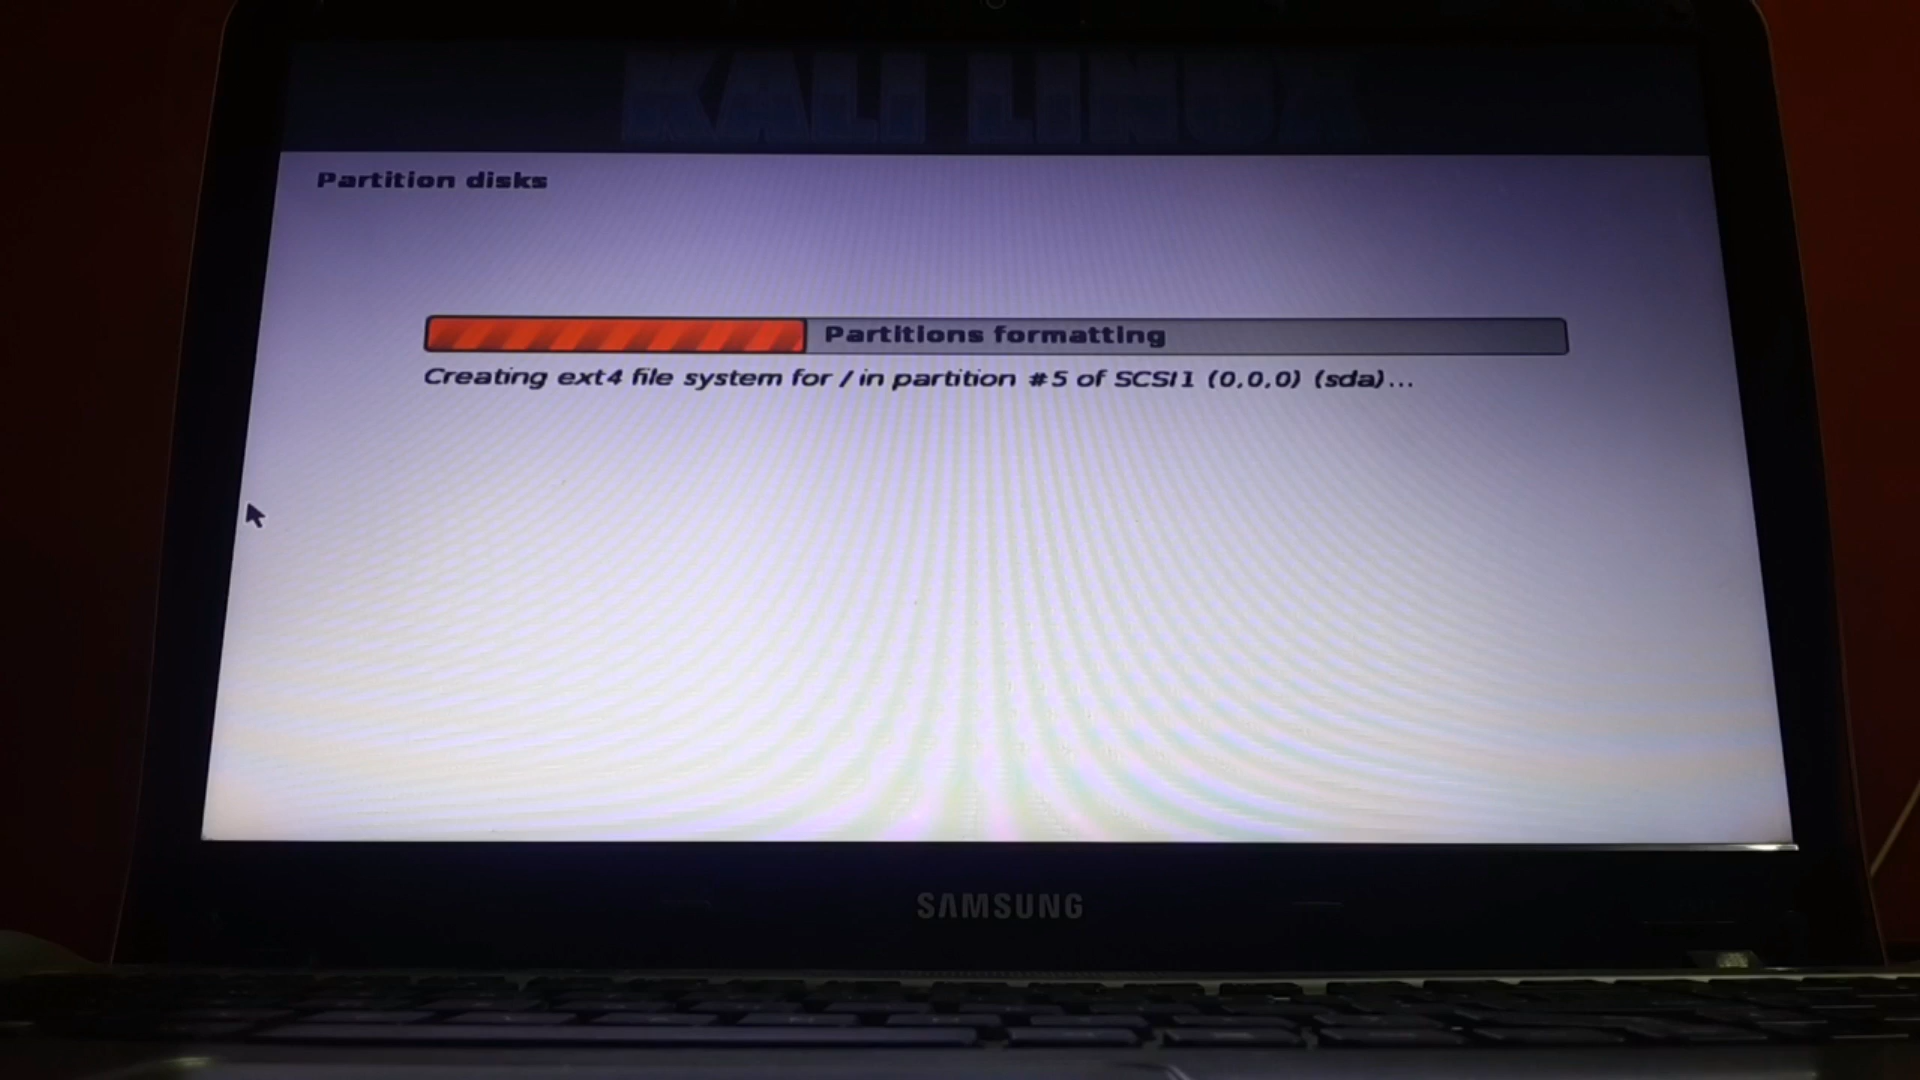 KALI LINUX
Partition disks
Partitions formatting
Creating ext4 file system for / in partition #5 of SCSI1 (0,0,0) (sda)...
SAMSUNG